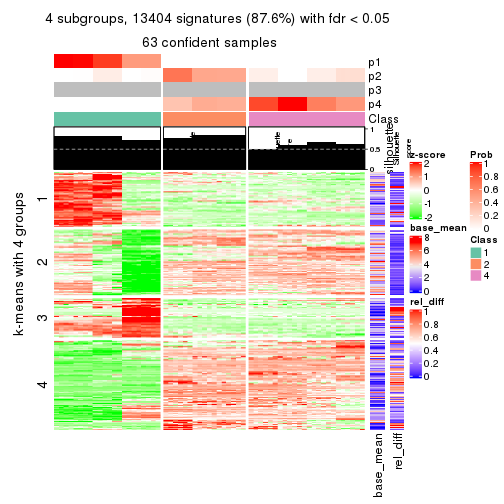 4 subgroups, 13404 signatures (87.6%) with fdr < 0.05
63 confident samples
p1
p2
p3
p4
Class
1
0.5
0
silhouette
Silhouette
score
k-means with 4 groups
1
2
3
4
base_mean
rel_diff
z-score
2
1
0
-1
-2
base_mean
8
6
4
2
0
rel_diff
1
0.8
0.6
0.4
0.2
0
Prob
1
0.8
0.6
0.4
0.2
0
Class
1
2
4